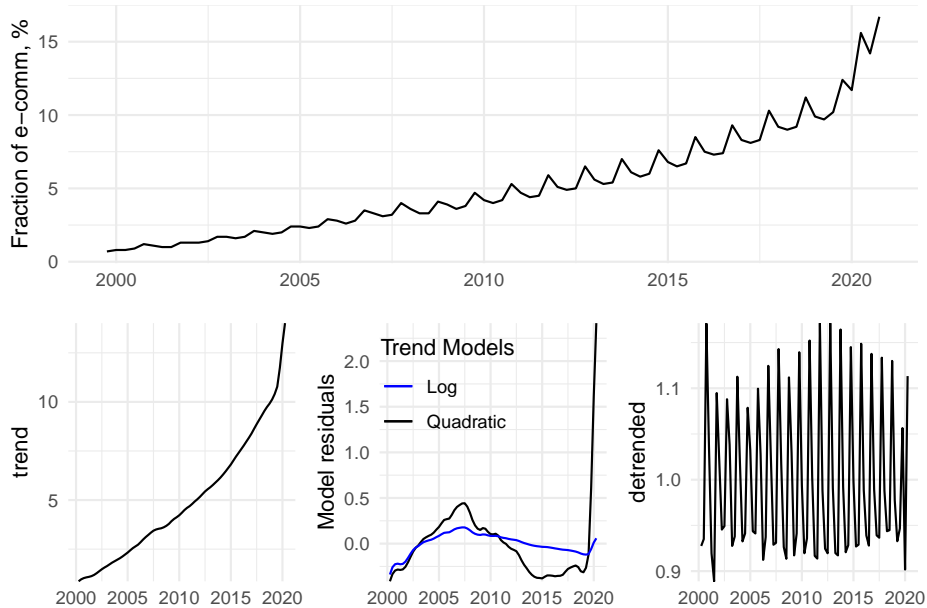 Fraction of e−comm, %
15
10
5
0
2000 2005 2010 2015 2020
trend
10
5
2000 2005 2010 2015 2020
Model residuals
Trend Models
Log
Quadratic
2.0
1.5
1.0
0.5
0.0
2000 2005 2010 2015 2020
detrended
1.1
1.0
0.9
2000 2005 2010 2015 2020